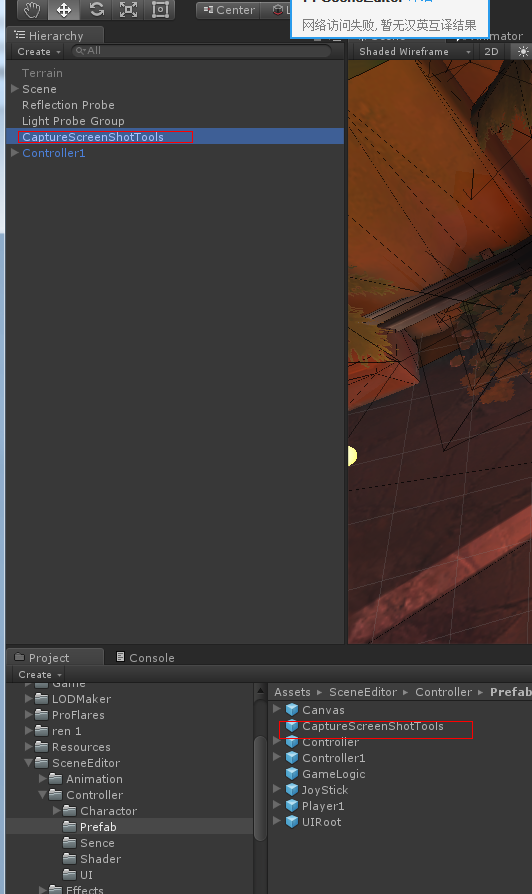 Center
网络访问失败, 暂无汉英互译结果
Hierarchy
Create
All
Shaded Wireframe
2D
Terrain
Scene
Reflection Probe
Light Probe Group
CaptureScreenShotTools
Controller1
Project
Console
Create
Game
LODMaker
ProFlares
ren 1
Resources
SceneEditor
Animation
Controller
Charactor
Prefab
Sence
Shader
UI
Effects
Assets ▸ SceneEditor ▸ Controller ▸ Prefab
Canvas
CaptureScreenShotTools
Controller
Controller1
GameLogic
JoyStick
Player1
UIRoot